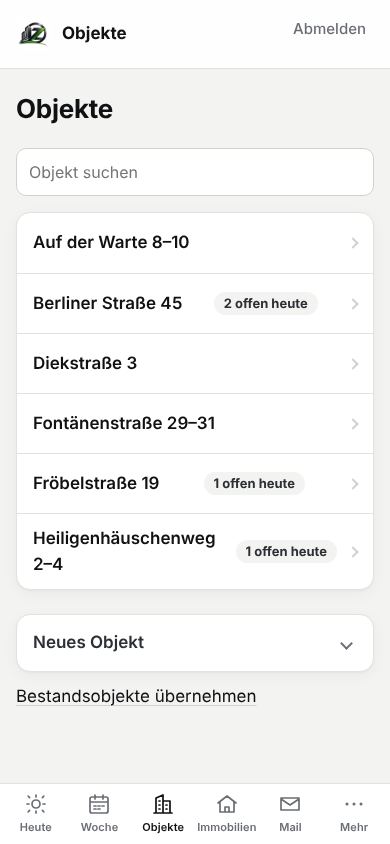 Objekte
Abmelden
Objekte
Objekt suchen
Auf der Warte 8–10
Berliner Straße 45
2 offen heute
Diekstraße 3
Fontänenstraße 29–31
Fröbelstraße 19
1 offen heute
Heiligenhäuschenweg
2–4
1 offen heute
Neues Objekt
Bestandsobjekte übernehmen
Heute
Woche
Objekte
Immobilien
Mail
Mehr